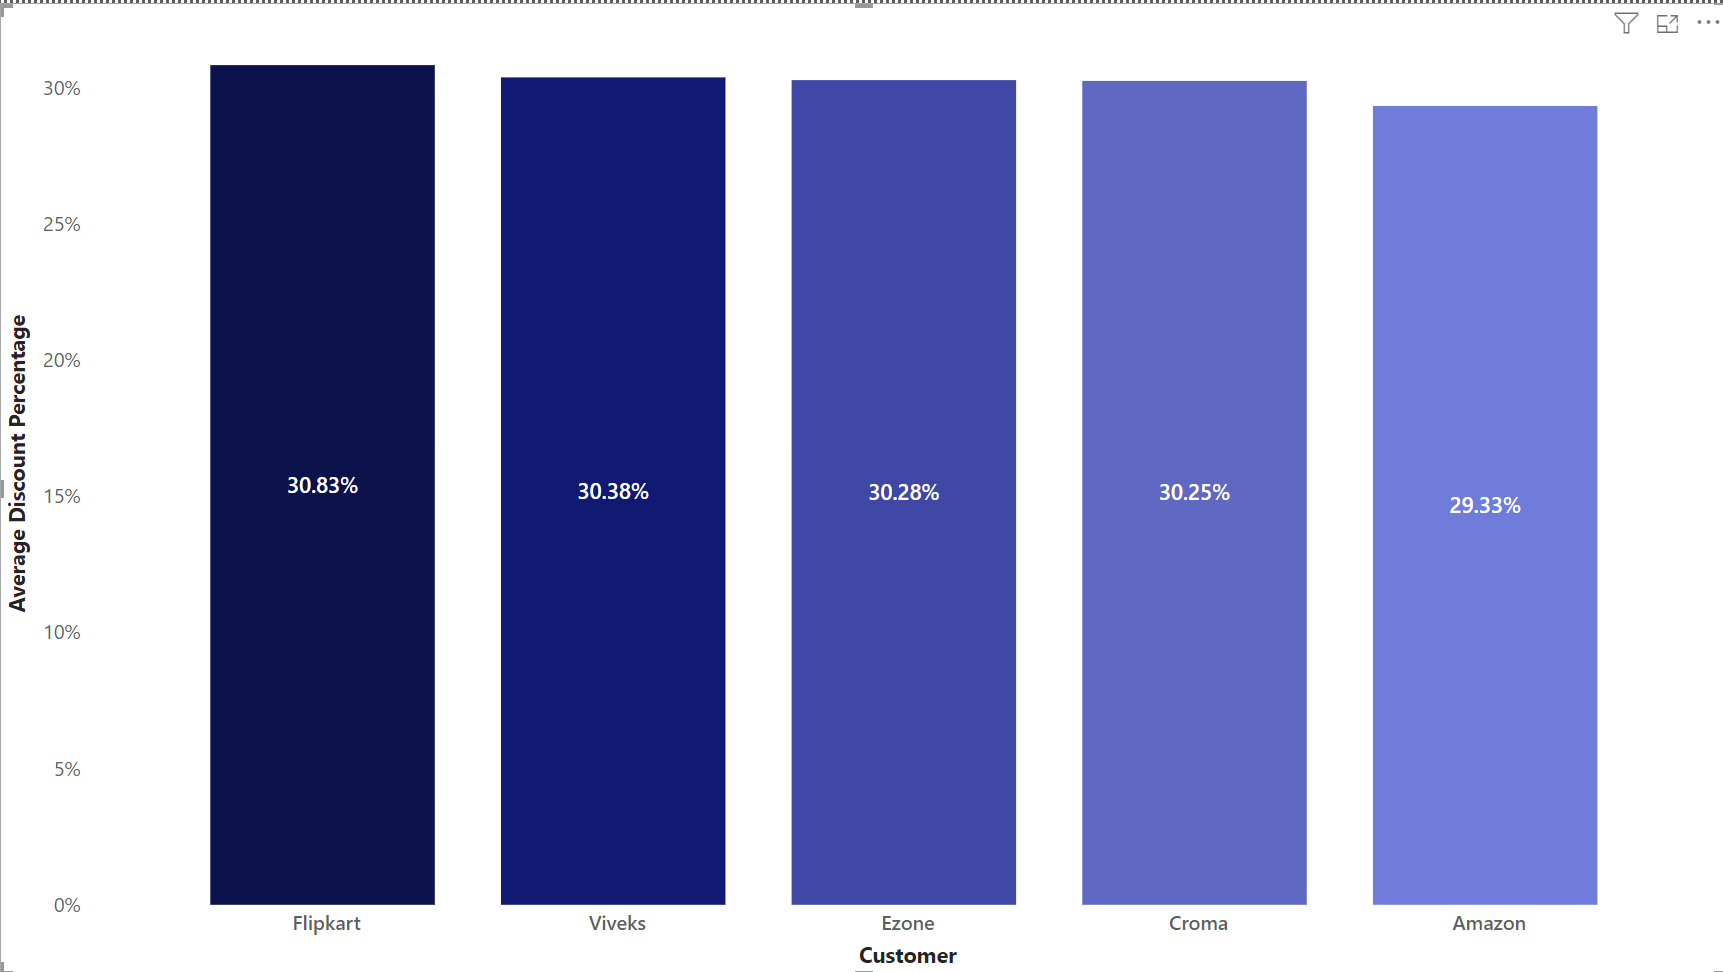 30%
25%
20%
15%
10%
5%
0%
Average Discount Percentage
30.83%
30.38%
30.28%
30.25%
29.33%
Flipkart
Viveks
Ezone
Croma
Amazon
Customer